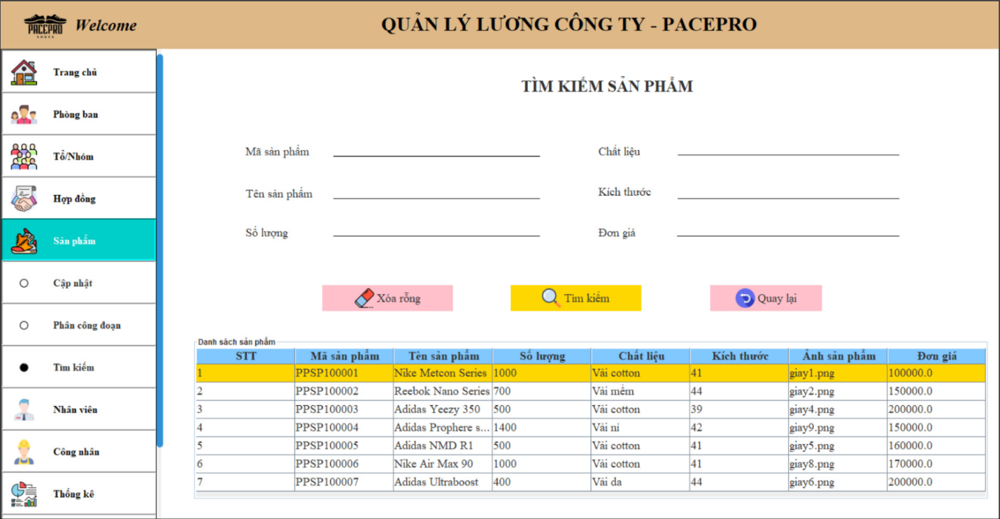 PACEPRO
SHOES
Welcome
QUẢN LÝ LƯƠNG CÔNG TY - PACEPRO
Trang chủ
Phòng ban
Tổ/Nhóm
Hợp đồng
Sản phẩm
Cập nhật
Phân công đoạn
Tìm kiếm
Nhân viên
Công nhân
Thống kê
TÌM KIẾM SẢN PHẨM
Mã sản phẩm
Chất liệu
Tên sản phẩm
Kích thước
Số lượng
Đơn giá
Xóa rỗng
Tìm kiếm
Quay lại
Danh sách sản phẩm
STT Mã sản phẩm Tên sản phẩm Số lượng Chất liệu Kích thước Ảnh sản phẩm Đơn giá
1 PPSP100001 Nike Metcon Series 1000 Vải cotton 41 giay1.png 100000.0
2 PPSP100002 Reebok Nano Series 700 Vải mềm 44 giay2.png 150000.0
3 PPSP100003 Adidas Yeezy 350 500 Vải cotton 39 giay4.png 200000.0
4 PPSP100004 Adidas Prophere s... 1400 Vải nỉ 42 giay9.png 150000.0
5 PPSP100005 Adidas NMD R1 500 Vải cotton 41 giay5.png 160000.0
6 PPSP100006 Nike Air Max 90 1000 Vải cotton 41 giay8.png 170000.0
7 PPSP100007 Adidas Ultraboost 400 Vải da 44 giay6.png 200000.0